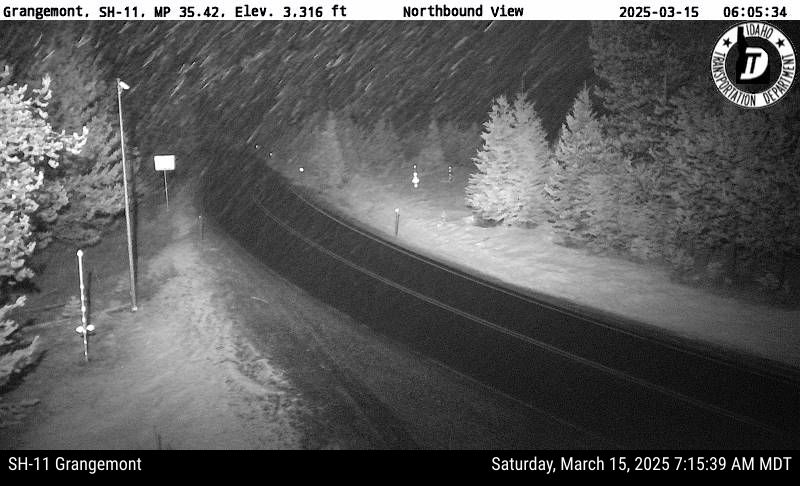 Grangemont, SH-11, MP 35.42, Elev. 3,316 ft Northbound View 2025-03-15 06:05:34
IDAHO
TRANSPORTATION DEPARTMENT
SH-11 Grangemont Saturday, March 15, 2025 7:15:39 AM MDT